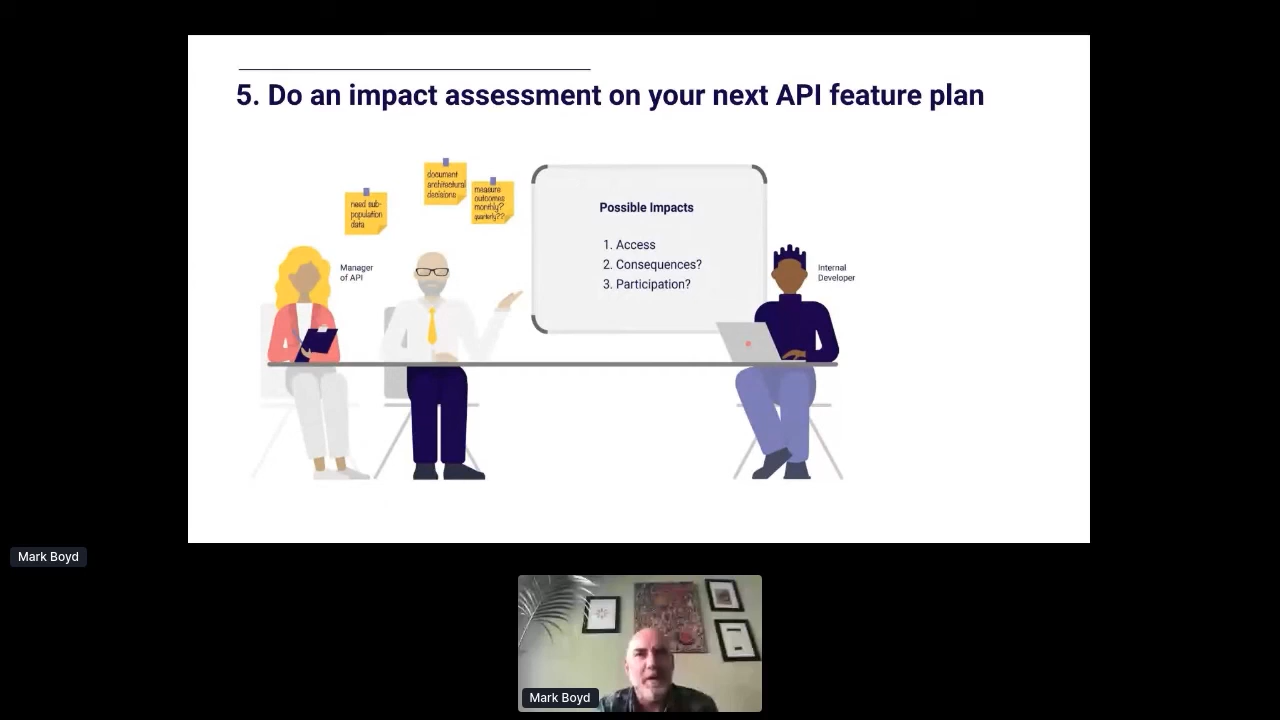 5. Do an impact assessment on your next API feature plan
need sub-
population
data
document
architectural
decisions
measure
outcomes
monthly?
quarterly??
Possible Impacts
1. Access
2. Consequences?
3. Participation?
Manager
of API
Internal
Developer
Mark Boyd
Mark Boyd